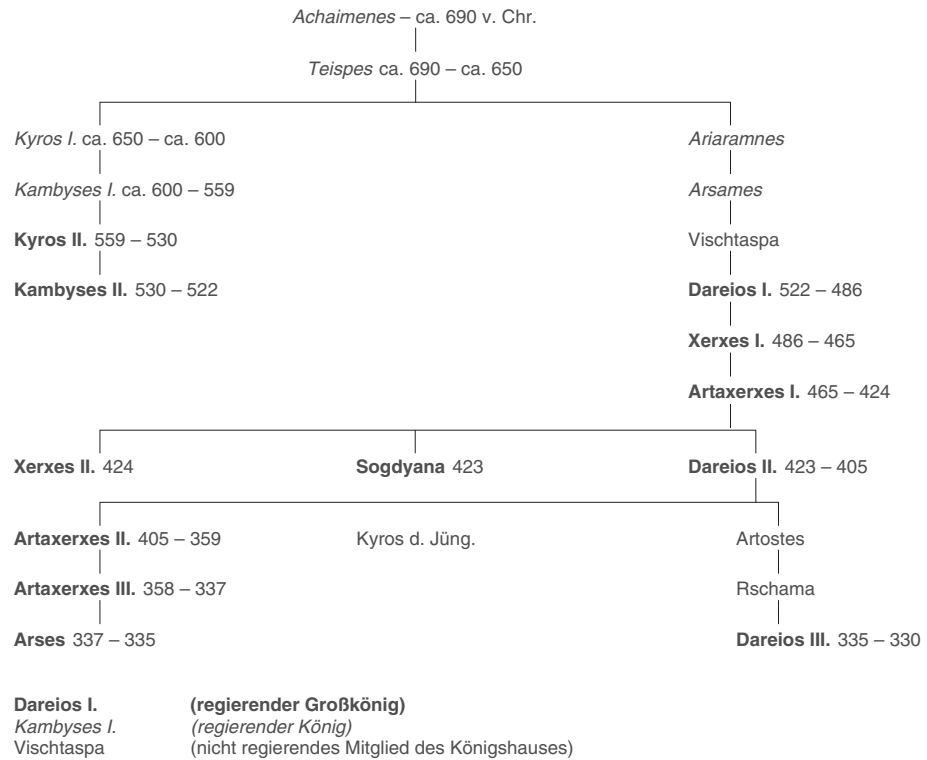 Achaimenes – ca. 690 v. Chr.
Teispes ca. 690 – ca. 650
Kyros I. ca. 650 – ca. 600 Ariaramnes
Kambyses I. ca. 600 – 559 Arsames
Kyros II. 559 – 530 Vischtaspa
Kambyses II. 530 – 522 Dareios I. 522 – 486
Xerxes I. 486 – 465
Artaxerxes I. 465 – 424
Xerxes II. 424 Sogdyana 423 Dareios II. 423 – 405
Artaxerxes II. 405 – 359 Kyros d. Jüng. Artostes
Artaxerxes III. 358 – 337 Rschama
Arses 337 – 335 Dareios III. 335 – 330
Dareios I. (regierender Großkönig)
Kambyses I. (regierender König)
Vischtaspa (nicht regierendes Mitglied des Königshauses)